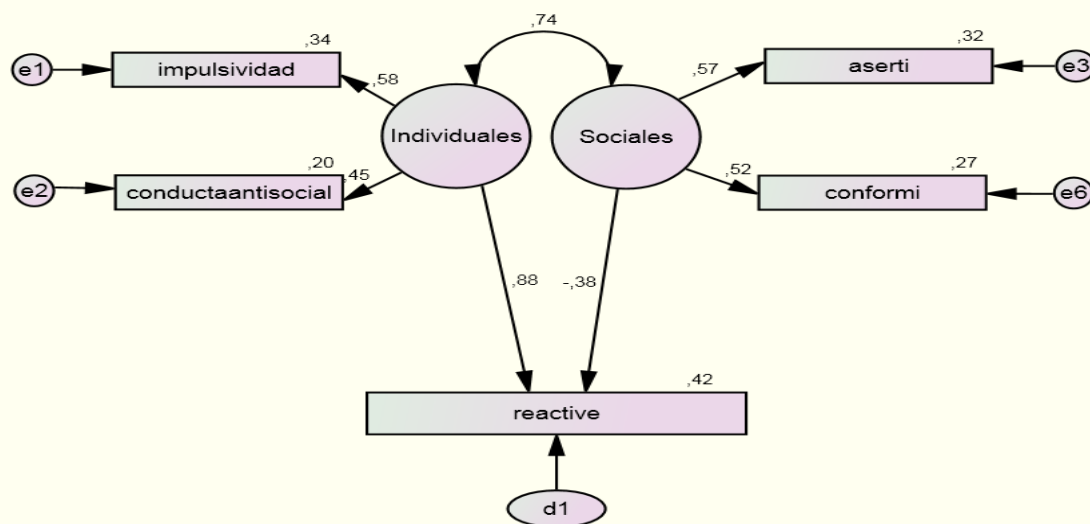 ,74
,34
,32
e1
impulsividad
,58
,57
aserti
e3
Individuales
Sociales
,20
,27
e2
conductaantisocial
,45
,52
conformi
e6
,88
-,38
,42
reactive
d1